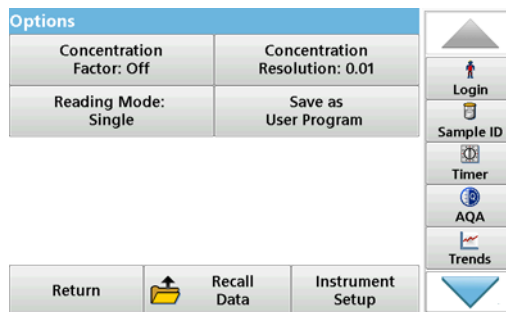 Options
Concentration
Factor: Off
Concentration
Resolution: 0.01
Reading Mode:
Single
Save as
User Program
Login
Sample ID
Timer
AQA
Trends
Return
Recall
Data
Instrument
Setup